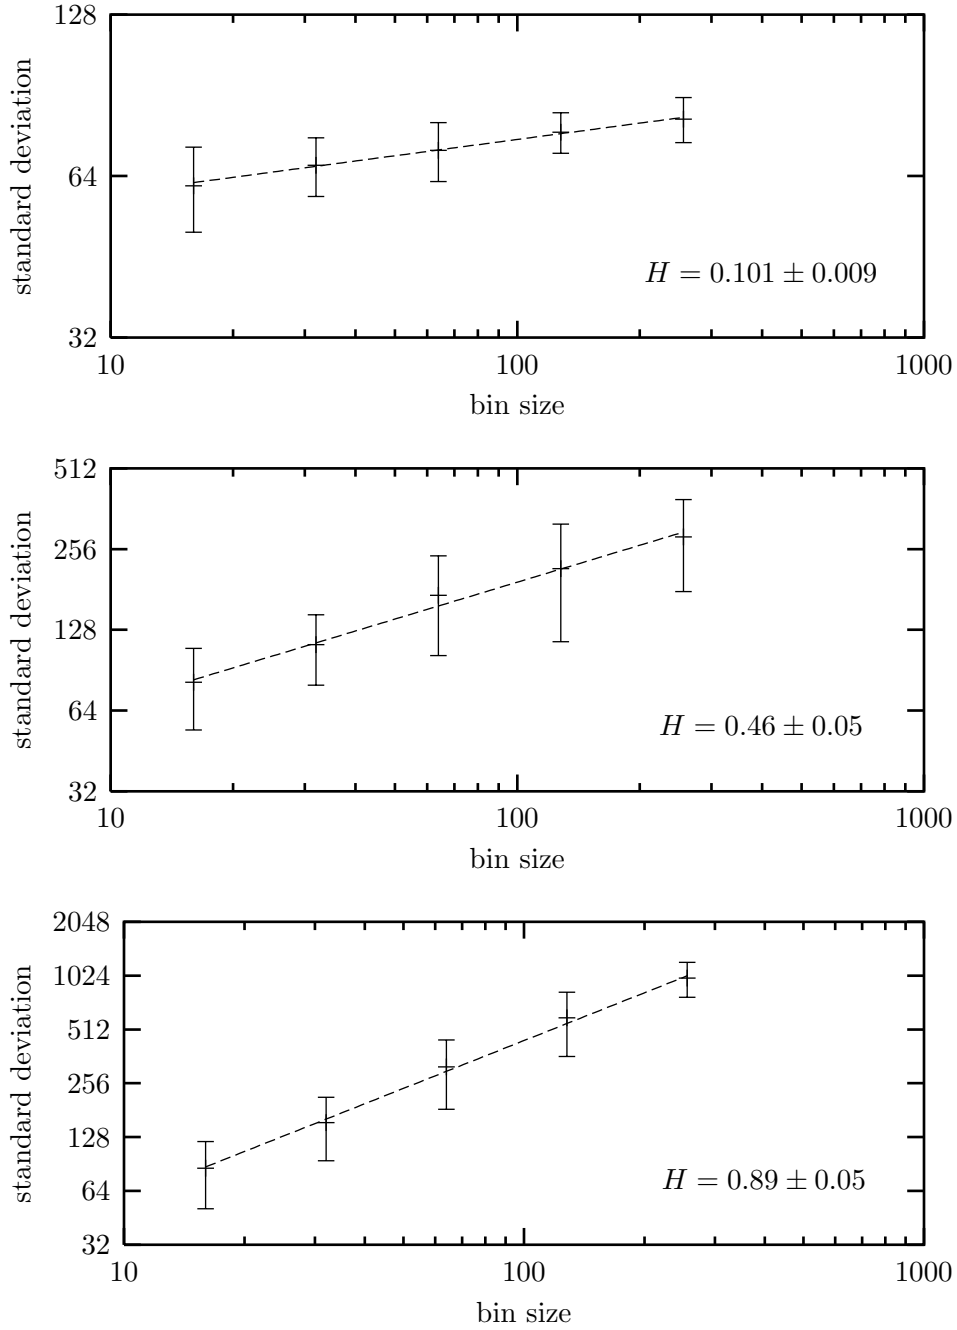 128
64
32
standard deviation
10
100
1000
bin size
H = 0.101 ± 0.009
512
256
128
64
32
standard deviation
10
100
1000
bin size
H = 0.46 ± 0.05
2048
1024
512
256
128
64
32
standard deviation
10
100
1000
bin size
H = 0.89 ± 0.05